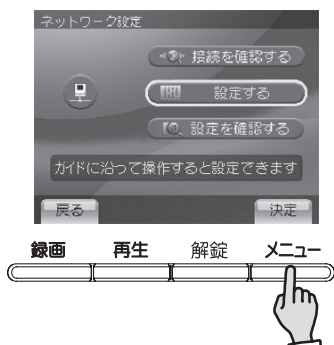 ネットワーク設定
接続を確認する
設定する
設定を確認する
ガイドに沿って操作すると設定できます
戻る 決定
録画 再生 解錠 メニュー